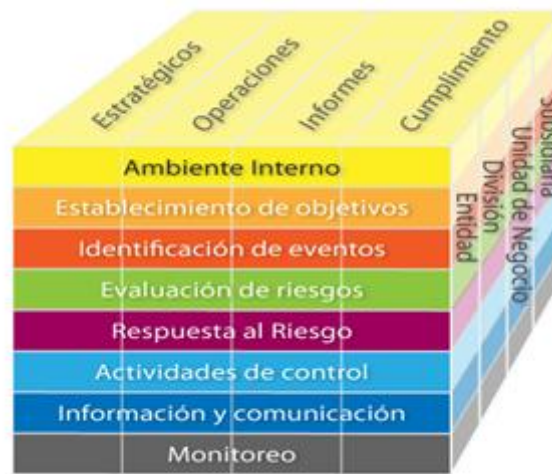 Estratégicos
Operaciones
Informes
Cumplimiento
Ambiente Interno
Establecimiento de objetivos
Identificación de eventos
Evaluación de riesgos
Respuesta al Riesgo
Actividades de control
Información y comunicación
Monitoreo
Entidad
División
Unidad de Negocio
Subsidiaria